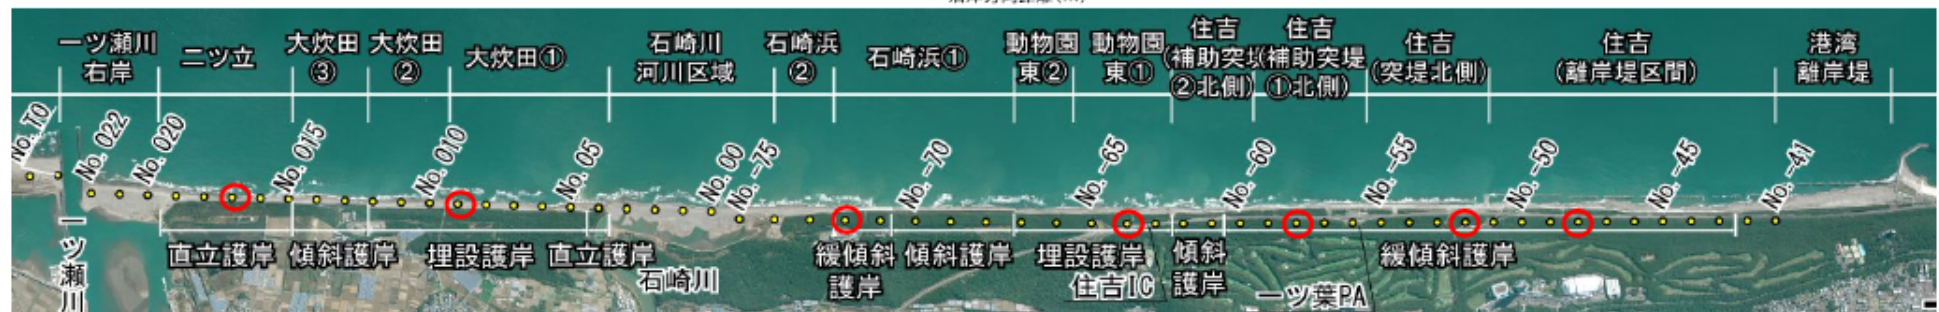 一ツ瀬川
右岸
ニツ立
大炊田
③
大炊田
②
大炊田①
石崎川
河川区域
石崎浜
②
石崎浜①
動物園
東②
動物園
東①
住吉
(補助突堤
②北側)
住吉
(補助突堤
①北側)
住吉
(突堤北側)
住吉
(離岸堤区間)
港湾
離岸堤
No. T0
No. 022
No. 020
No. 015
No. 010
No. 05
No. 00
No. -75
No. -70
No. -65
No. -60
No. -55
No. -50
No. -45
No. -41
一ツ瀬川
直立護岸
傾斜護岸
埋設護岸
直立護岸
石崎川
緩傾斜
護岸
傾斜護岸
埋設護岸
住吉IC
傾斜
護岸
一ツ葉PA
緩傾斜護岸